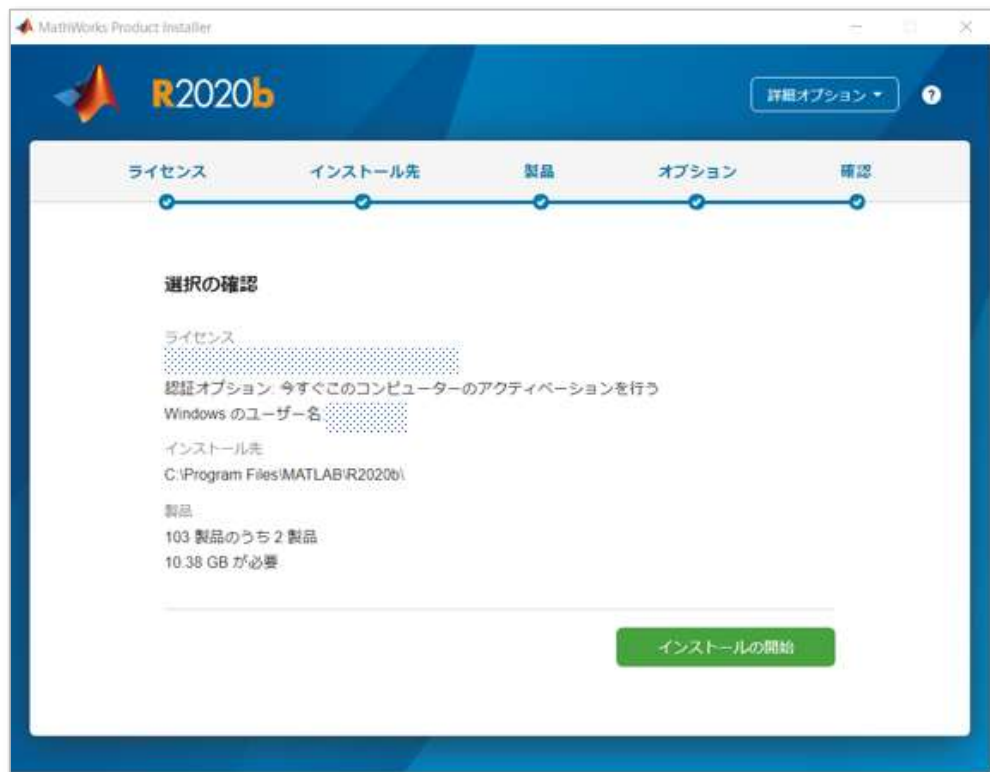 MathWorks Product Installer
R2020b
詳細オプション
?
ライセンス インストール先 製品 オプション 確認
選択の確認
ライセンス
認証オプション: 今すぐこのコンピューターのアクティベーションを行う
Windows のユーザー名:
インストール先
C:\Program Files\MATLAB\R2020b\
製品
103 製品のうち 2 製品
10.38 GB が必要
インストールの開始